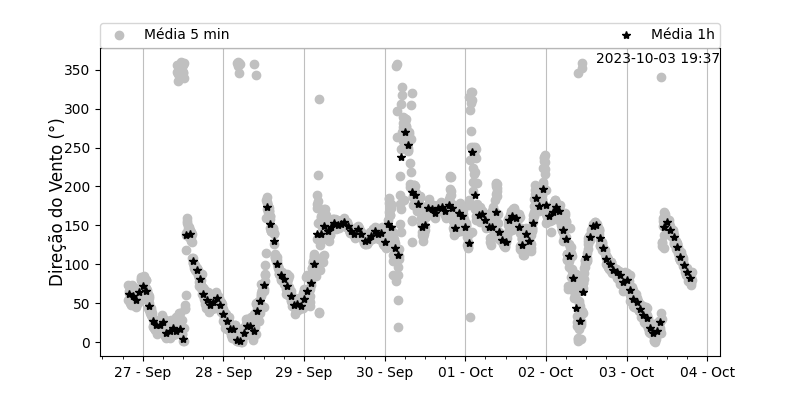 Média 5 min
Média 1h
2023-10-03 19:37
Direção do Vento (°)
350
300
250
200
150
100
50
0
27 - Sep
28 - Sep
29 - Sep
30 - Sep
01 - Oct
02 - Oct
03 - Oct
04 - Oct